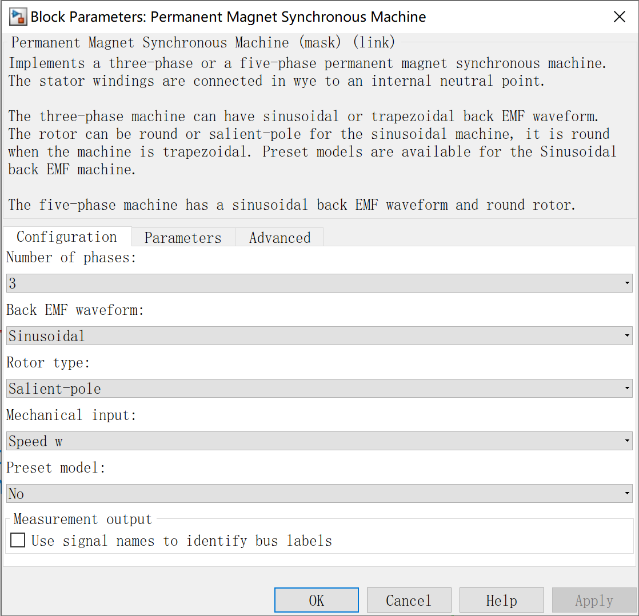 Block Parameters: Permanent Magnet Synchronous Machine
Permanent Magnet Synchronous Machine (mask) (link)
Implements a three-phase or a five-phase permanent magnet synchronous machine.
The stator windings are connected in wye to an internal neutral point.
The three-phase machine can have sinusoidal or trapezoidal back EMF waveform.
The rotor can be round or salient-pole for the sinusoidal machine, it is round
when the machine is trapezoidal. Preset models are available for the Sinusoidal
back EMF machine.
The five-phase machine has a sinusoidal back EMF waveform and round rotor.
Configuration Parameters Advanced
Number of phases:
3
Back EMF waveform:
Sinusoidal
Rotor type:
Salient-pole
Mechanical input:
Speed w
Preset model:
No
Measurement output
Use signal names to identify bus labels
OK Cancel Help Apply